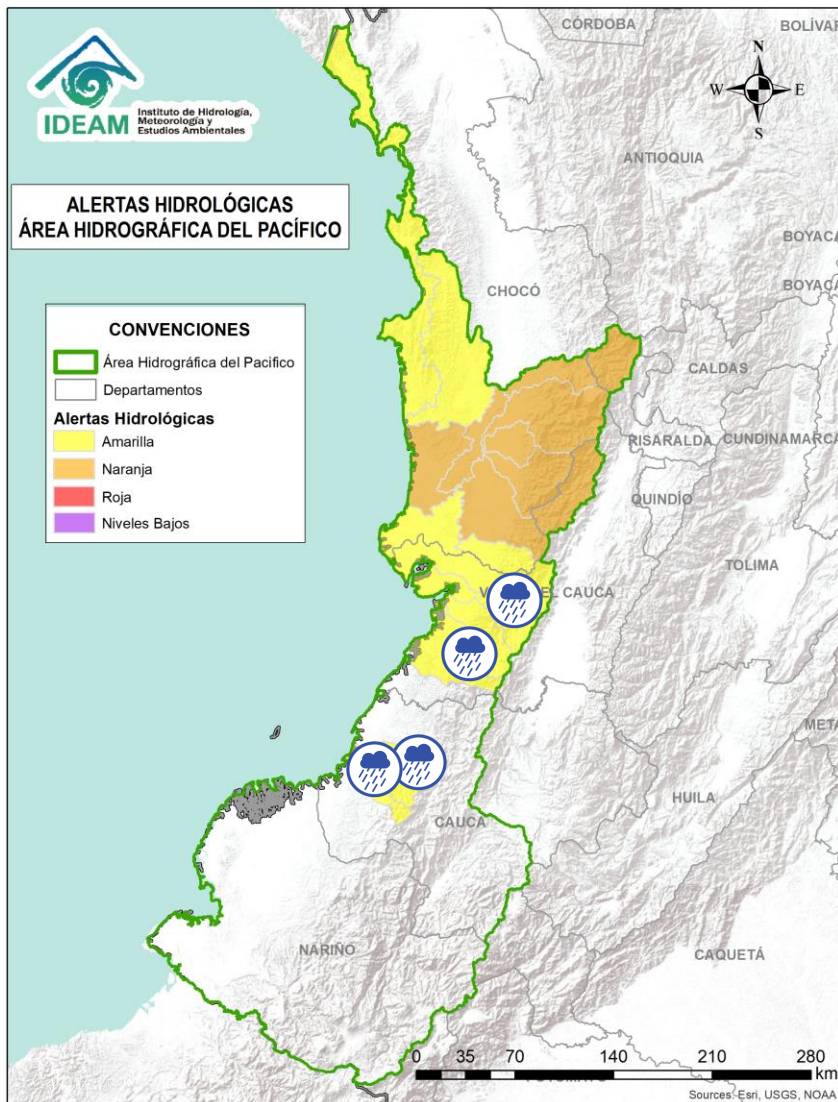 CÓRDOBA
BOLÍVAR
IDEAM
Instituto de Hidrología,
Meteorología y
Estudios Ambientales
N
W
E
S
ANTIOQUIA
ALERTAS HIDROLÓGICAS
ÁREA HIDROGRÁFICA DEL PACÍFICO
BOYACÁ
BOYACÁ
CHOCÓ
CONVENCIONES
Área Hidrográfica del Pacifico
Departamentos
Alertas Hidrológicas
Amarilla
Naranja
Roja
Niveles Bajos
CALDAS
RISARALDA
CUNDINAMARCA
QUINDÍO
TOLIMA
V
EL CAUCA
META
HUILA
CAUCA
NARIÑO
CAQUETÁ
0 35 70 140 210 280
km
Sources: Esri, USGS, NOAA